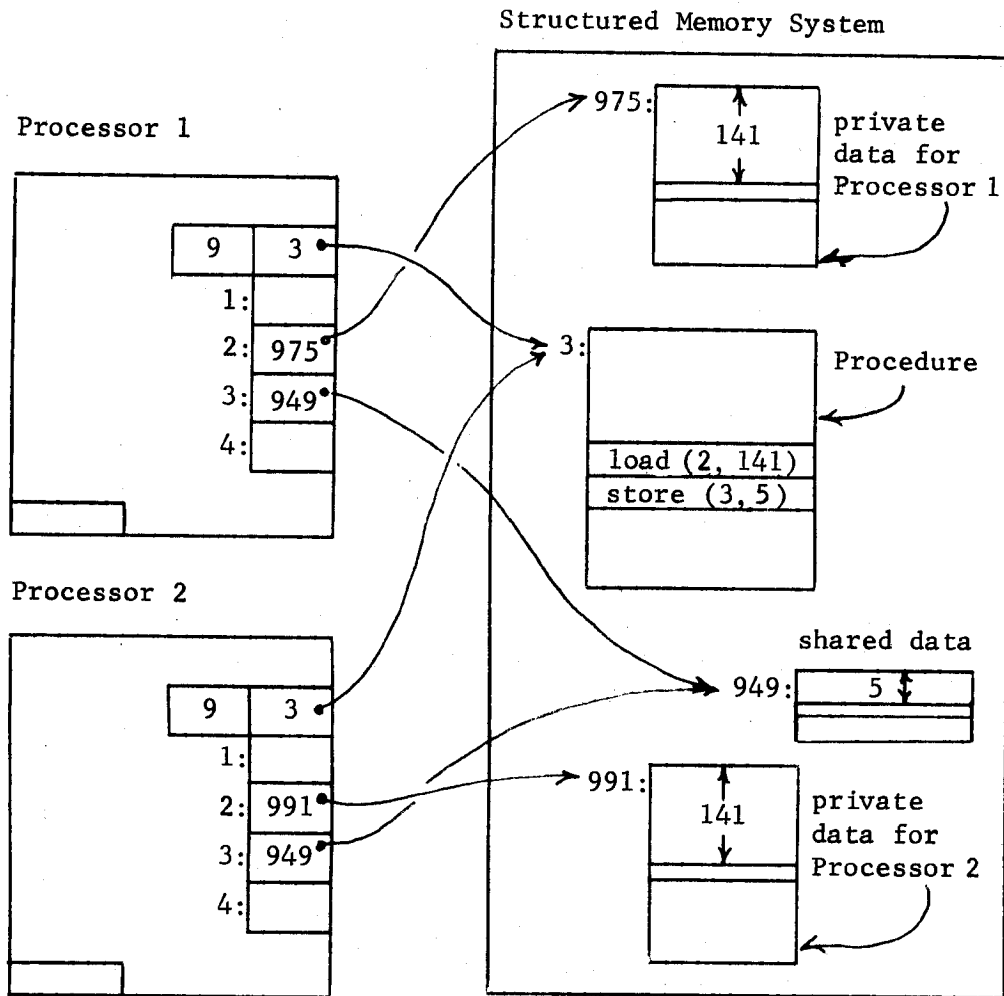 Structured Memory System
Processor 1
9 3
1:
2: 975
3: 949
4:
975:
141
private
data for
Processor 1
3:
Procedure
load (2, 141)
store (3, 5)
Processor 2
9 3
1:
2: 991
3: 949
4:
shared data
949:
5
991:
141
private
data for
Processor 2